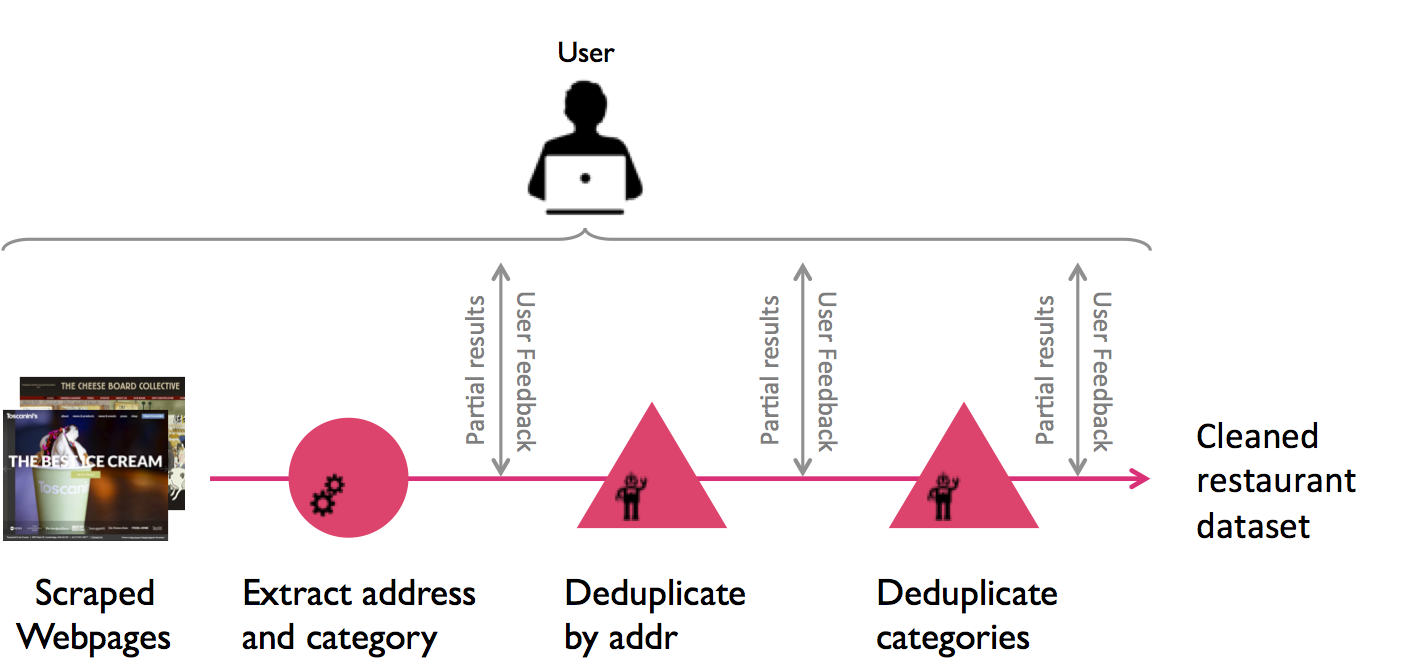 User
Partial results
User Feedback
Partial results
User Feedback
Partial results
User Feedback
THE CHEESE BOARD COLLECTIVE
Toscanini's
THE BEST ICE CREAM
Toscani
Cleaned
restaurant
dataset
Scraped
Webpages
Extract address
and category
Deduplicate
by addr
Deduplicate
categories